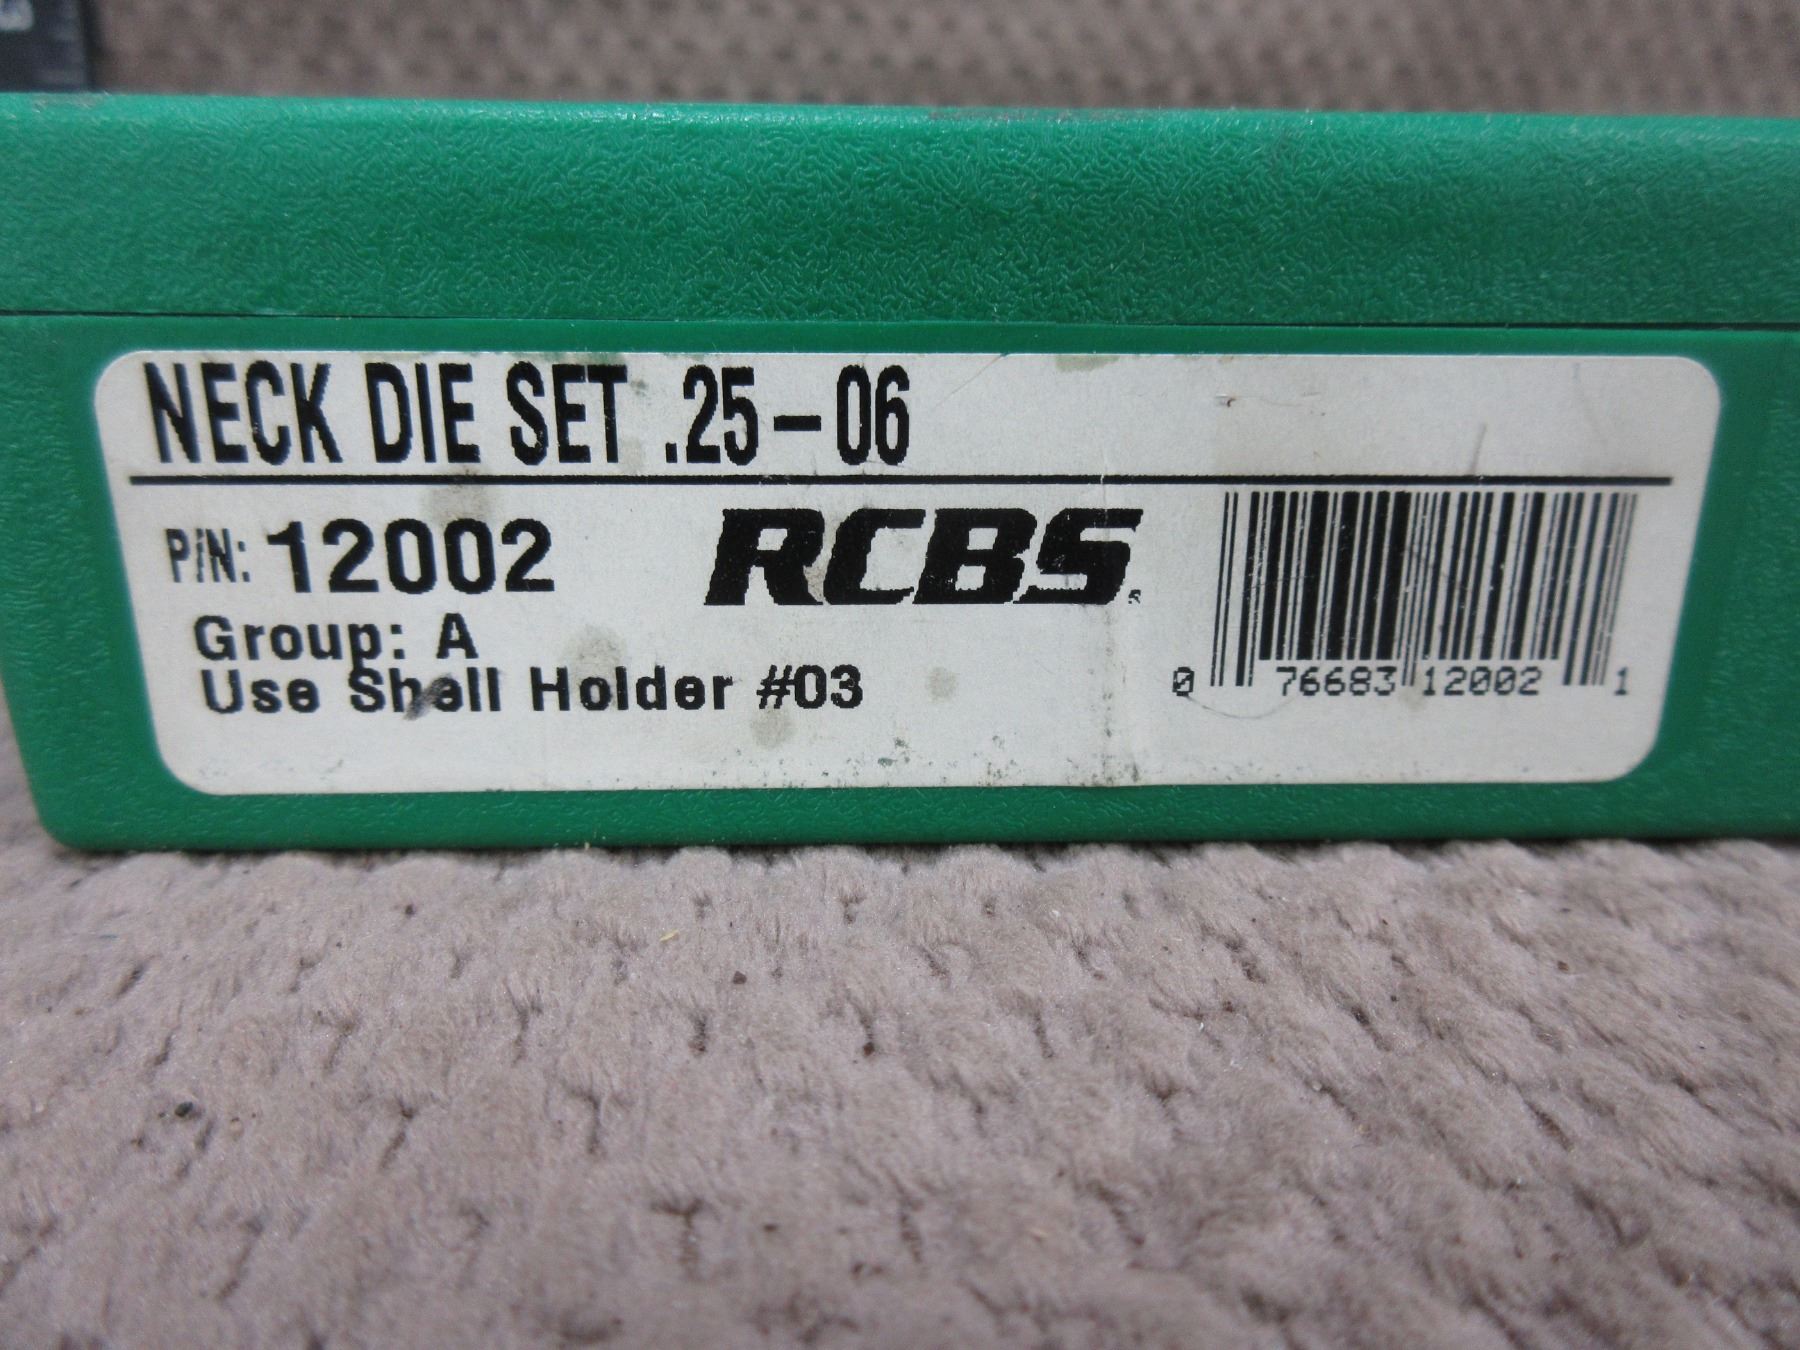 NECK DIE SET .25-06
P/N: 12002
RCBS
Group: A
Use Shell Holder #03
0 76683 12002 1